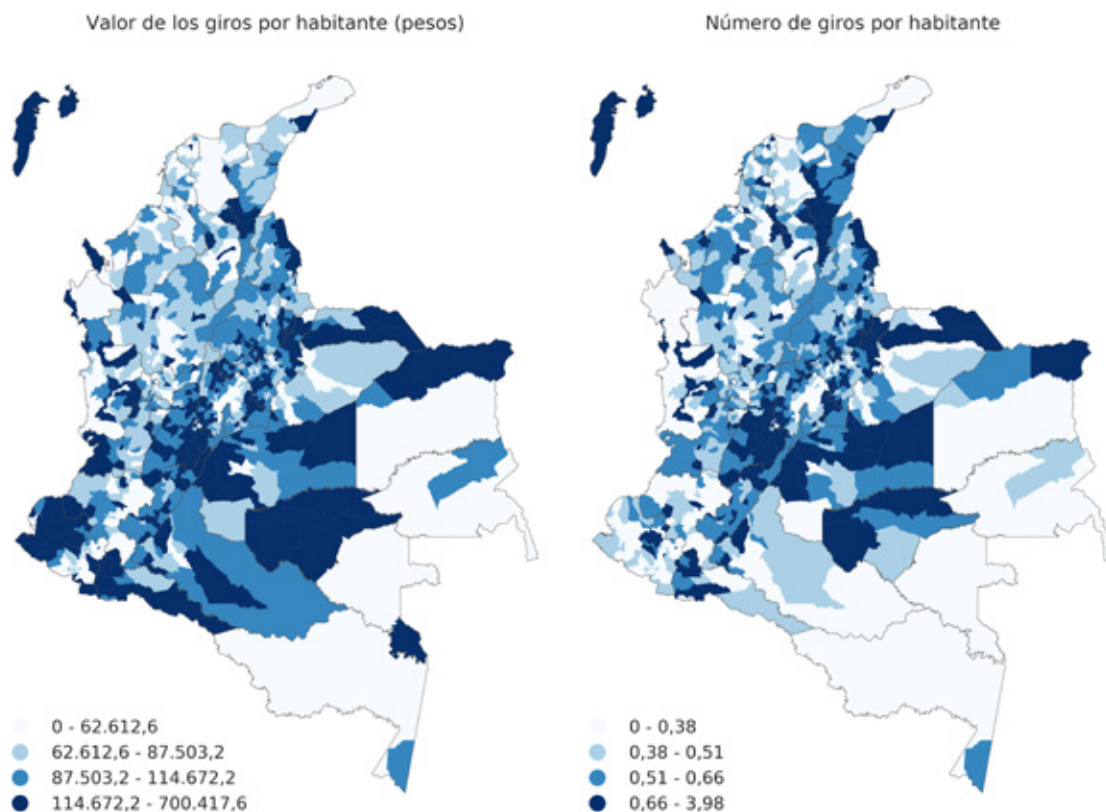 Valor de los giros por habitante (pesos)
Número de giros por habitante
0 - 62.612,6
62.612,6 - 87.503,2
87.503,2 - 114.672,2
114.672,2 - 700.417,6
0 - 0,38
0,38 - 0,51
0,51 - 0,66
0,66 - 3,98